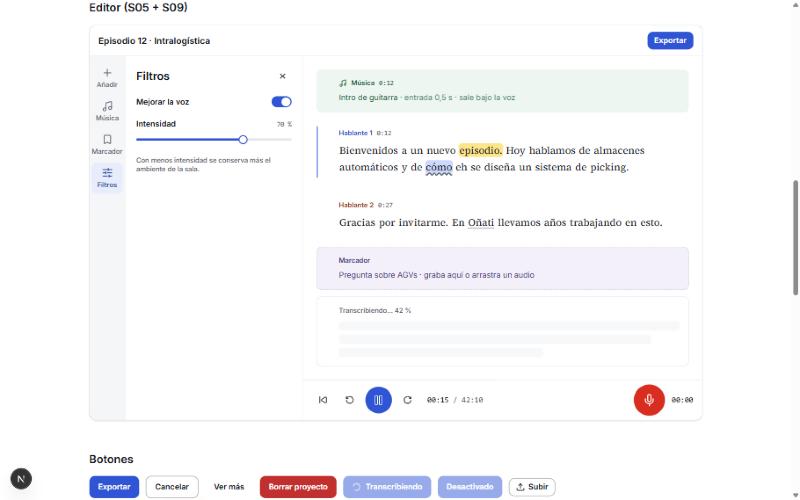 Editor (S05 + S09)
Episodio 12 · Intralogística
Exportar
Añadir
Música
Marcador
Filtros
Filtros
×
Mejorar la voz
Intensidad
70 %
Con menos intensidad se conserva más el
ambiente de la sala.
Música 0:12
Intro de guitarra · entrada 0,5 s · sale bajo la voz
Hablante 1 0:12
Bienvenidos a un nuevo episodio. Hoy hablamos de almacenes
automáticos y de cómo eh se diseña un sistema de picking.
Hablante 2 0:27
Gracias por invitarme. En Oñati llevamos años trabajando en esto.
Marcador
Pregunta sobre AGVs · graba aquí o arrastra un audio
Transcribiendo... 42 %
00:15 / 42:10
00:00
Botones
N
Exportar
Cancelar
Ver más
Borrar proyecto
Transcribiendo
Desactivado
Subir